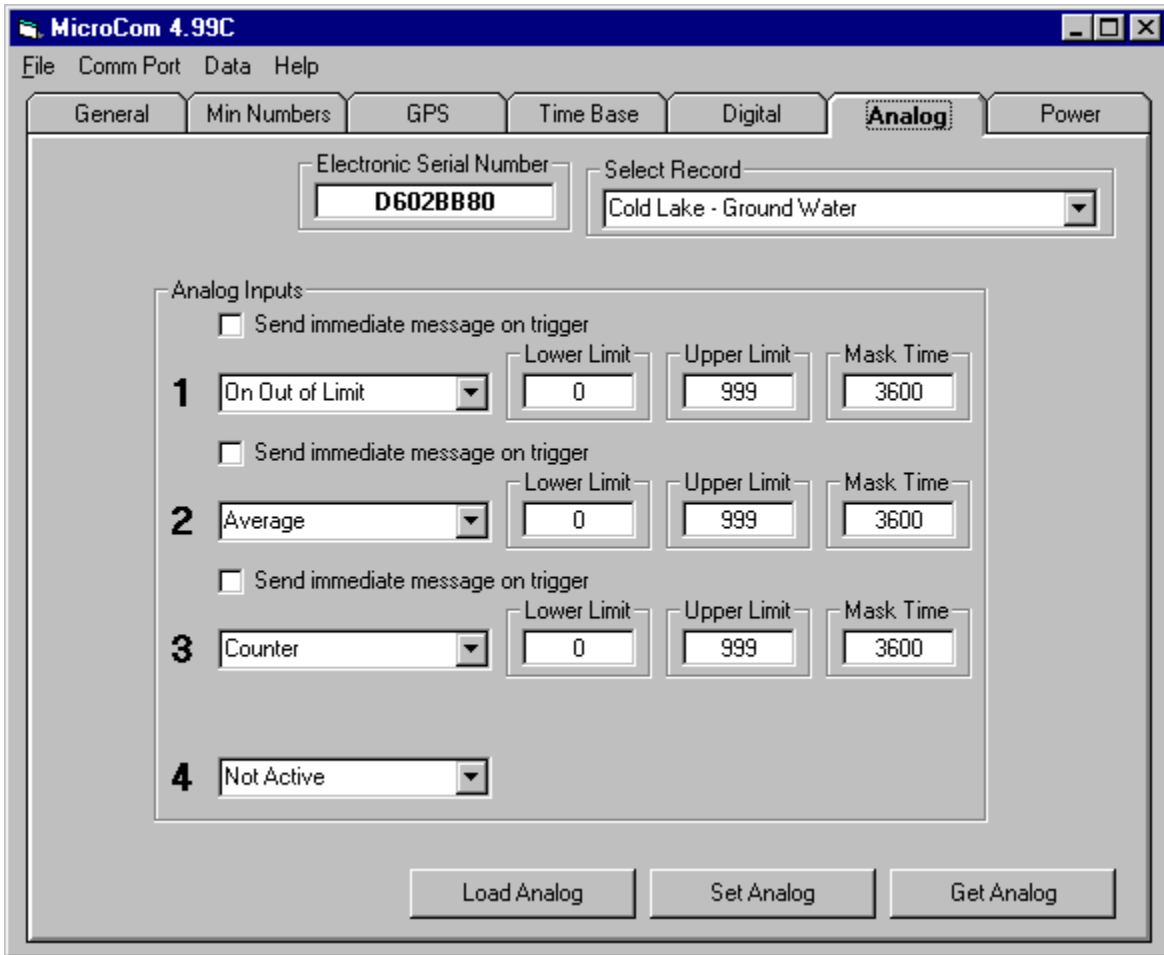 MicroCom 4.99C
File Comm Port Data Help
General Min Numbers GPS Time Base Digital Analog Power
Electronic Serial Number Select Record
D602BB80 Cold Lake - Ground Water
Analog Inputs
Send immediate message on trigger
Lower Limit Upper Limit Mask Time
1 On Out of Limit 0 999 3600
Send immediate message on trigger
Lower Limit Upper Limit Mask Time
2 Average 0 999 3600
Send immediate message on trigger
Lower Limit Upper Limit Mask Time
3 Counter 0 999 3600
4 Not Active
Load Analog Set Analog Get Analog